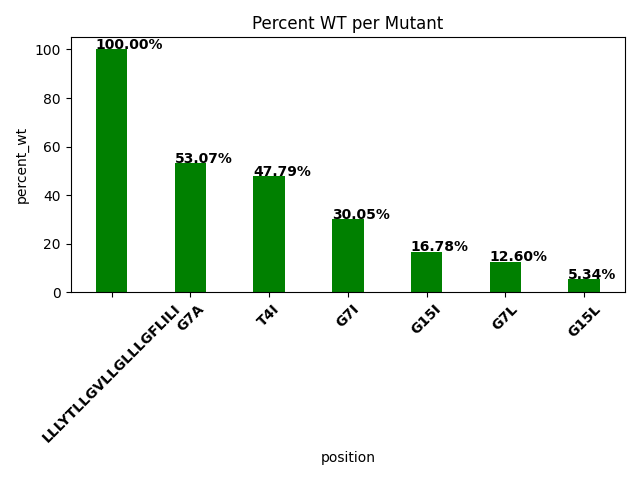 Percent WT per Mutant
percent_wt
100
80
60
40
20
0
100.00%
53.07%
47.79%
30.05%
16.78%
12.60%
5.34%
LLLYTLLGVLLGLLLGFLILI
G7A
T4I
G7I
G15I
G7L
G15L
position